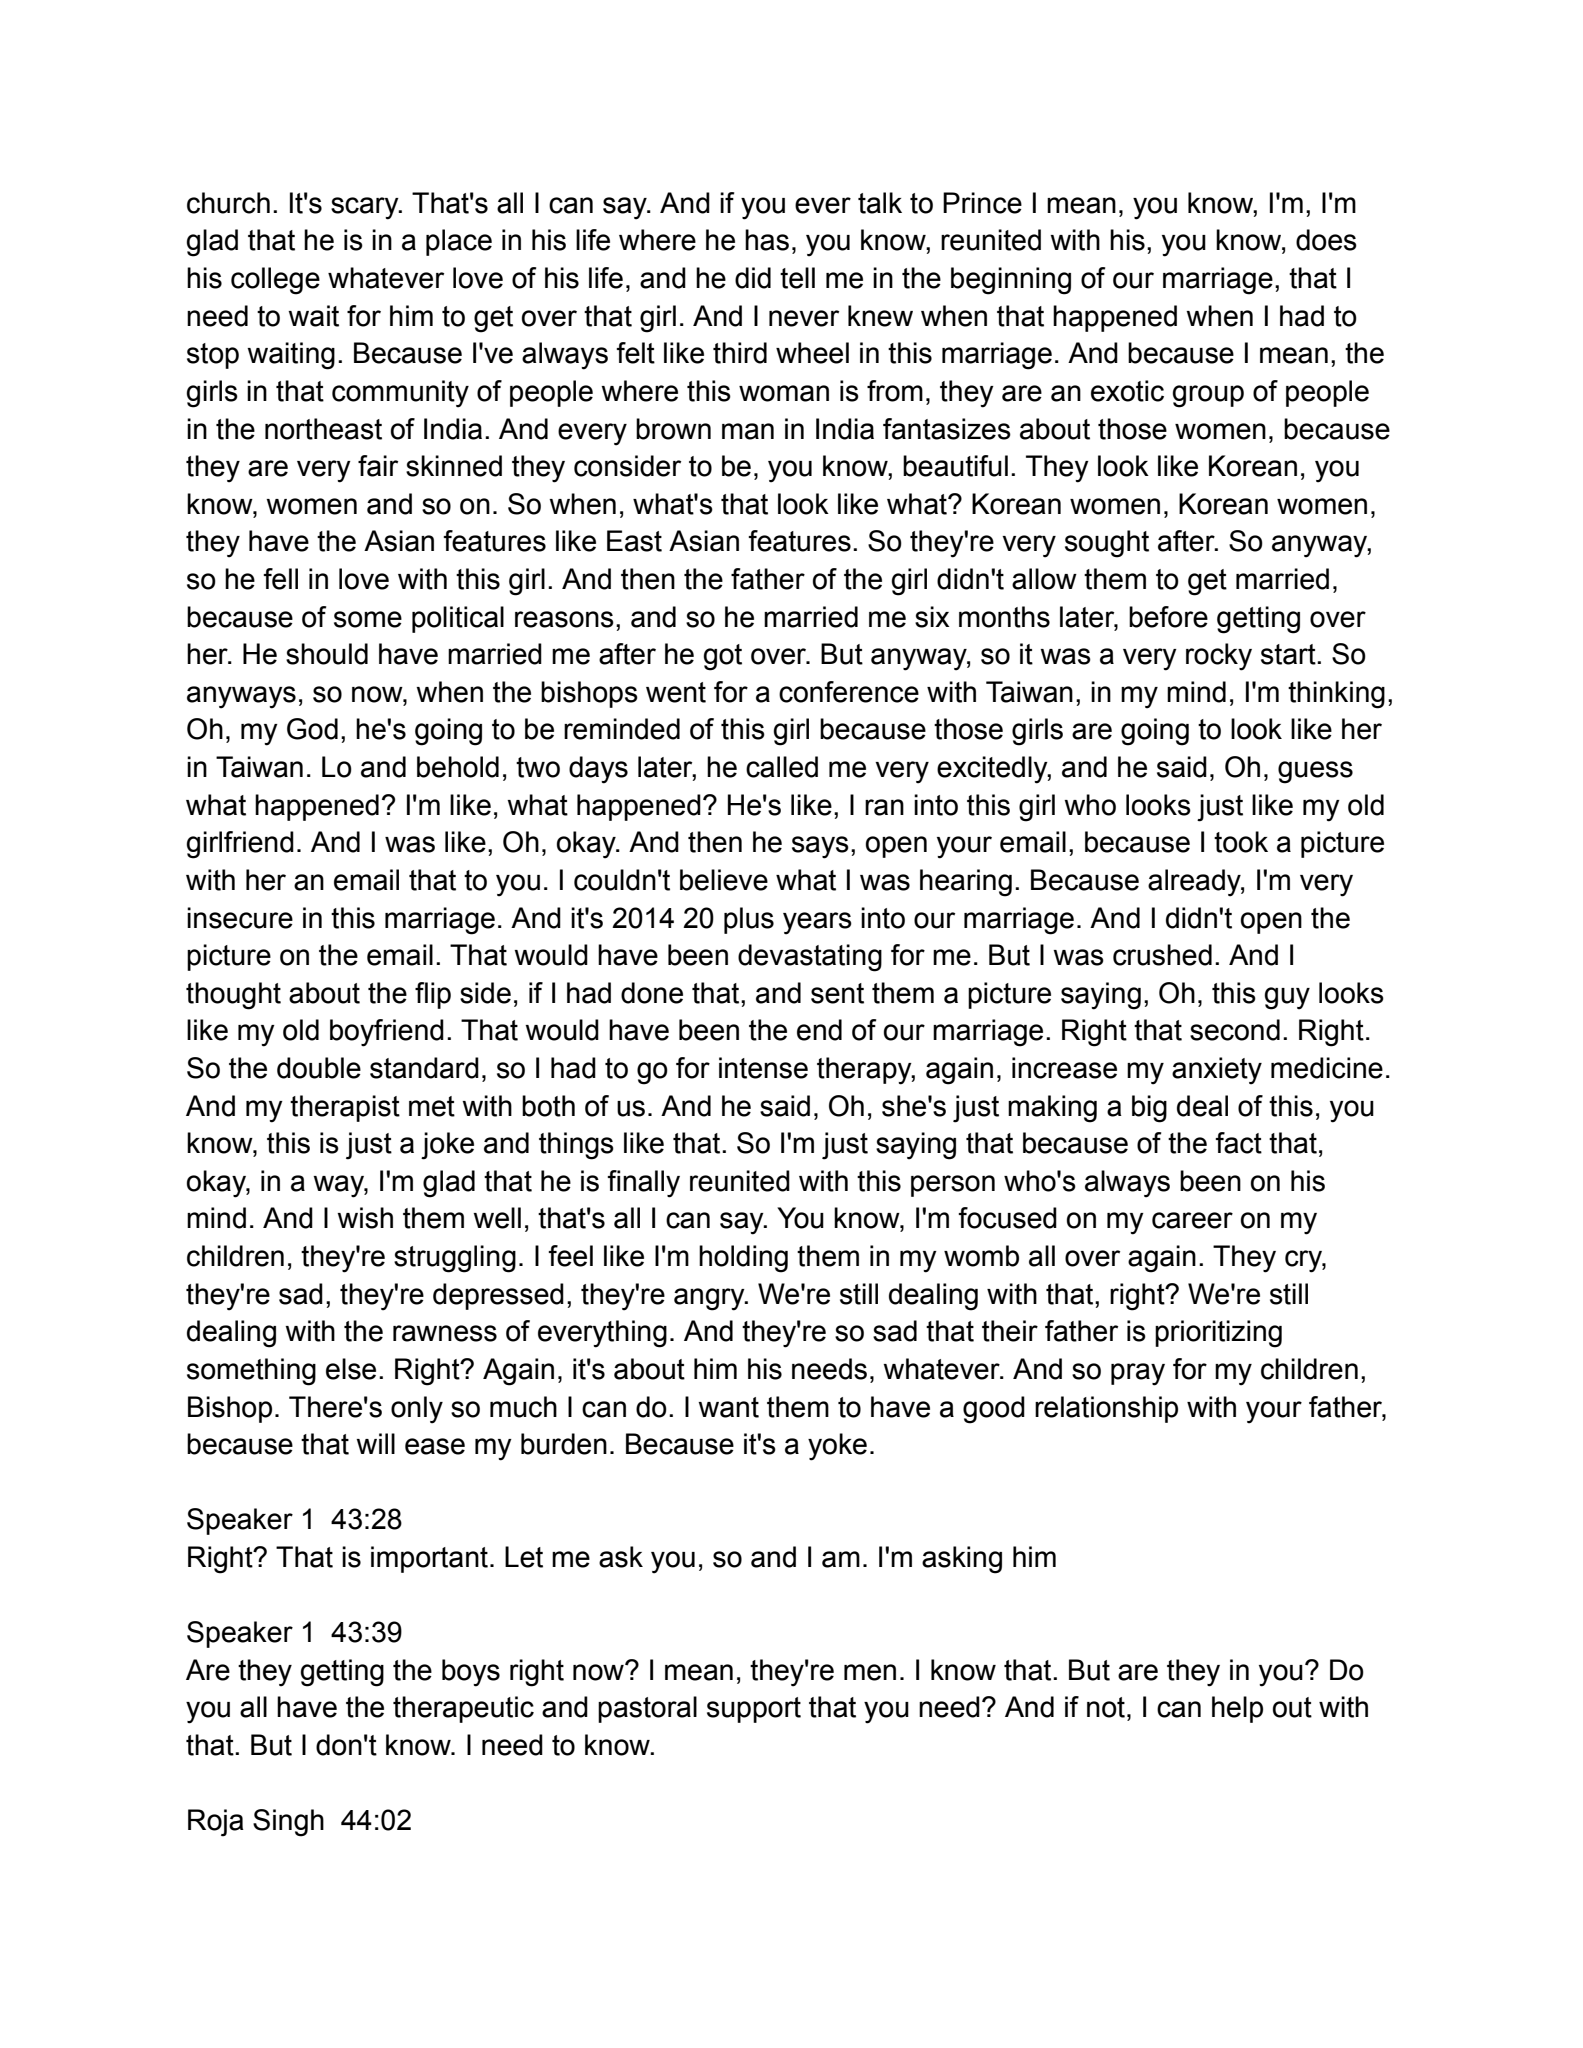 church. It's scary. That's all I can say. And if you ever talk to Prince I mean, you know, I'm, I'm
glad that he is in a place in his life where he has, you know, reunited with his, you know, does
his college whatever love of his life, and he did tell me in the beginning of our marriage, that I
need to wait for him to get over that girl. And I never knew when that happened when I had to
stop waiting. Because I've always felt like third wheel in this marriage. And because I mean, the
girls in that community of people where this woman is from, they are an exotic group of people
in the northeast of India. And every brown man in India fantasizes about those women, because
they are very fair skinned they consider to be, you know, beautiful. They look like Korean, you
know, women and so on. So when, what's that look like what? Korean women, Korean women,
they have the Asian features like East Asian features. So they're very sought after. So anyway,
so he fell in love with this girl. And then the father of the girl didn't allow them to get married,
because of some political reasons, and so he married me six months later, before getting over
her. He should have married me after he got over. But anyway, so it was a very rocky start. So
anyways, so now, when the bishops went for a conference with Taiwan, in my mind, I'm thinking,
Oh, my God, he's going to be reminded of this girl because those girls are going to look like her
in Taiwan. Lo and behold, two days later, he called me very excitedly, and he said, Oh, guess
what happened? I'm like, what happened? He's like, I ran into this girl who looks just like my old
girlfriend. And I was like, Oh, okay. And then he says, open your email, because I took a picture
with her an email that to you. I couldn't believe what I was hearing. Because already, I'm very
insecure in this marriage. And it's 2014 20 plus years into our marriage. And I didn't open the
picture on the email. That would have been devastating for me. But I was crushed. And I
thought about the flip side, if I had done that, and sent them a picture saying, Oh, this guy looks
like my old boyfriend. That would have been the end of our marriage. Right that second. Right.
So the double standard, so I had to go for intense therapy, again, increase my anxiety medicine.
And my therapist met with both of us. And he said, Oh, she's just making a big deal of this, you
know, this is just a joke and things like that. So I'm just saying that because of the fact that,
okay, in a way, I'm glad that he is finally reunited with this person who's always been on his
mind. And I wish them well, that's all I can say. You know, I'm focused on my career on my
children, they're struggling. I feel like I'm holding them in my womb all over again. They cry,
they're sad, they're depressed, they're angry. We're still dealing with that, right? We're still
dealing with the rawness of everything. And they're so sad that their father is prioritizing
something else. Right? Again, it's about him his needs, whatever. And so pray for my children,
Bishop. There's only so much I can do. I want them to have a good relationship with your father,
because that will ease my burden. Because it's a yoke.
Speaker 1 43:28
Right? That is important. Let me ask you, so and I am. I'm asking him
Speaker 1 43:39
Are they getting the boys right now? I mean, they're men. I know that. But are they in you? Do
you all have the therapeutic and pastoral support that you need? And if not, I can help out with
that. But I don't know. I need to know.
Roja Singh 44:02